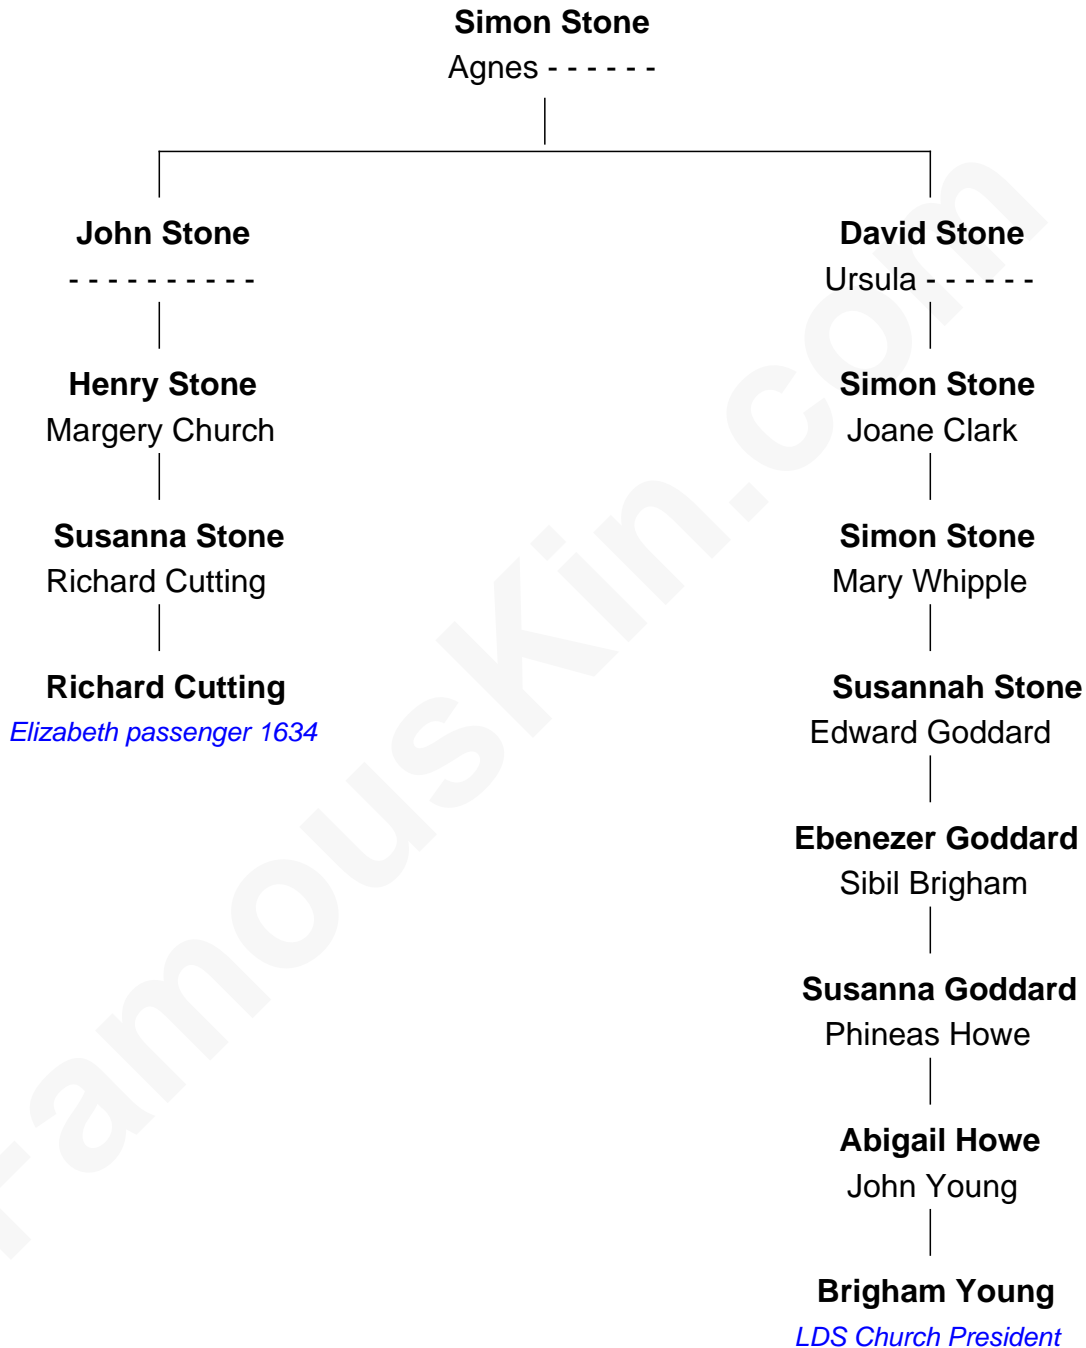 Simon Stone
Agnes - - - - - -
John Stone
- - - - - - - - - -
David Stone
Ursula - - - - - -
Henry Stone
Margery Church
Simon Stone
Joane Clark
Susanna Stone
Richard Cutting
Simon Stone
Mary Whipple
Richard Cutting
Elizabeth passenger 1634
Susannah Stone
Edward Goddard
Ebenezer Goddard
Sibil Brigham
Susanna Goddard
Phineas Howe
Abigail Howe
John Young
Brigham Young
LDS Church President
FamousKin.com